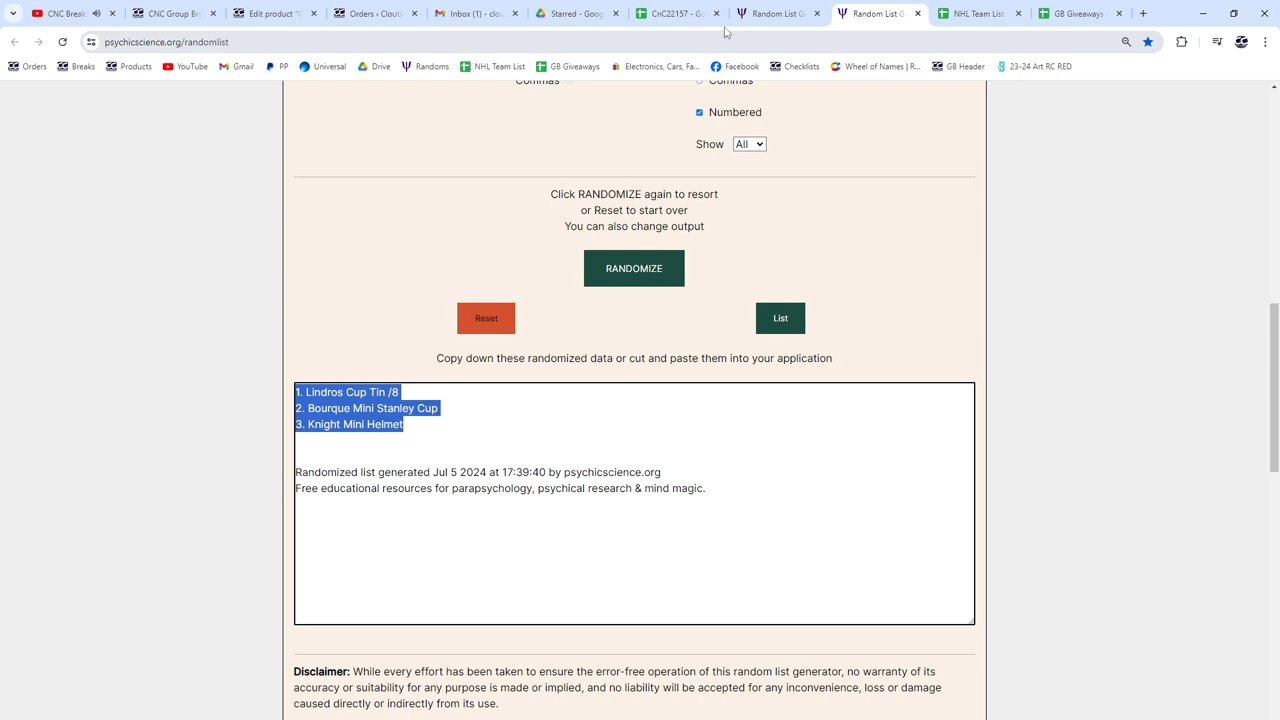 CNC Breaks
CNC Group Bre
Edit product "G
Orders ‹ Clouts
Inbox (1) - clou
Starred - Goog
CnC22157 - Go
Random List G
Random List Ge
NHL Team List
GB Giveaways
psychicscience.org/randomlist
Orders
Breaks
Products
YouTube
Gmail
PP
Universal
Drive
Randoms
NHL Team List
GB Giveaways
Electronics, Cars, Fa...
Facebook
Checklists
Wheel of Names | R...
GB Header
23-24 Art RC RED
Commas
Commas
Numbered
Show All
Click RANDOMIZE again to resort
or Reset to start over
You can also change output
RANDOMIZE
Reset
List
Copy down these randomized data or cut and paste them into your application
1. Lindros Cup Tin /8
2. Bourque Mini Stanley Cup
3. Knight Mini Helmet
Randomized list generated Jul 5 2024 at 17:39:40 by psychicscience.org
Free educational resources for parapsychology, psychical research & mind magic.
Disclaimer: While every effort has been taken to ensure the error-free operation of this random list generator, no warranty of its
accuracy or suitability for any purpose is made or implied, and no liability will be accepted for any inconvenience, loss or damage
caused directly or indirectly from its use.